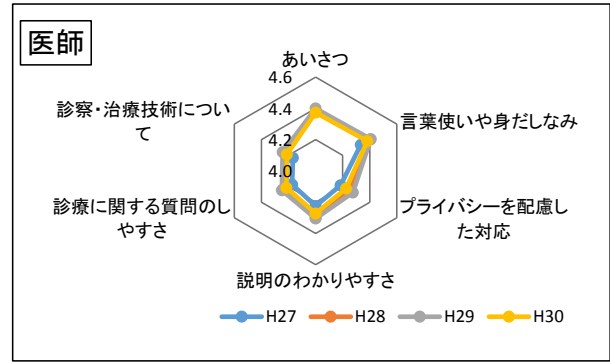 医師
あいさつ
4.6
4.4
4.2
4.0
言葉使いや身だしなみ
プライバシーを配慮し
た対応
説明のわかりやすさ
診療に関する質問のし
やすさ
診察・治療技術につい
て
H27
H28
H29
H30